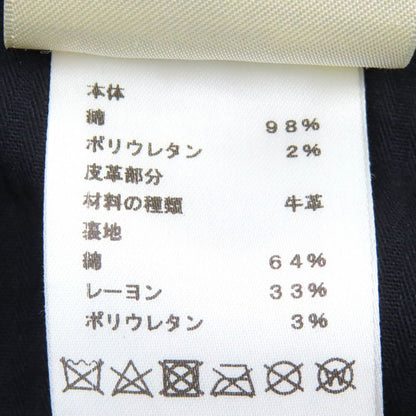 本体
綿 98%
ポリウレタン 2%
皮革部分
材料の種類 牛革
裏地
綿 64%
レーヨン 33%
ポリウレタン 3%
W